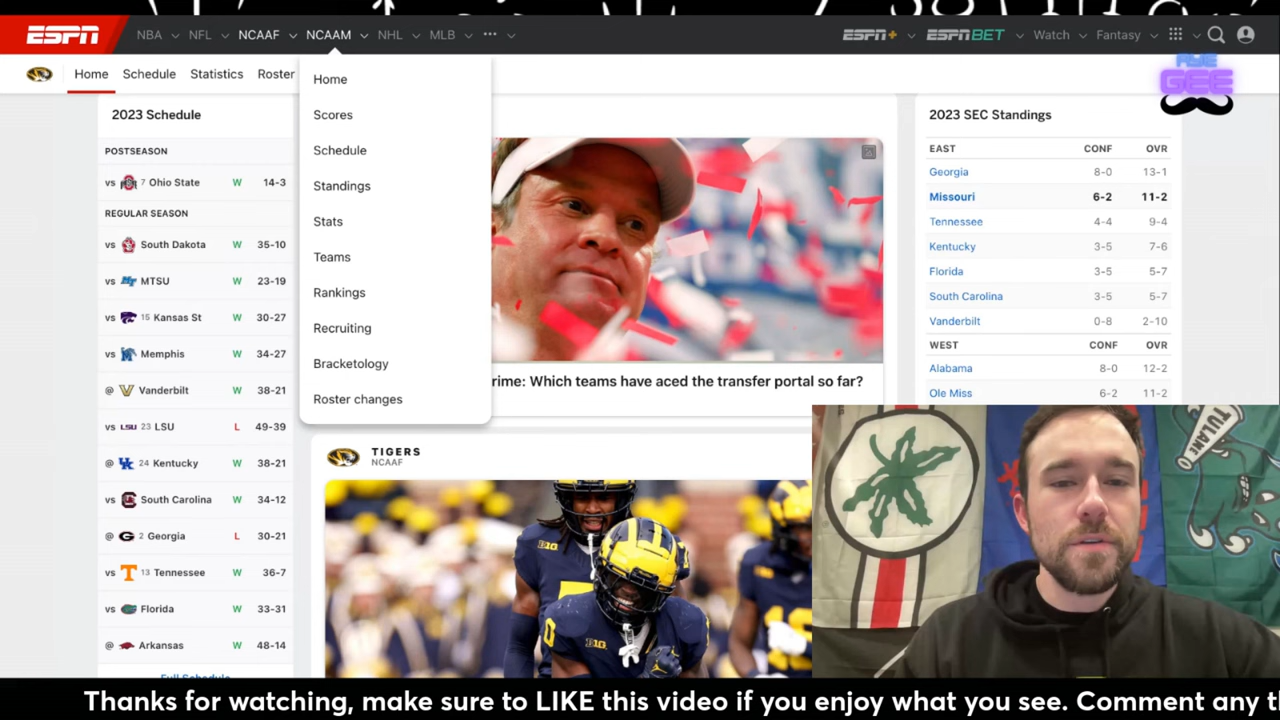 ESPN NBA NFL NCAAF NCAAM NHL MLB ••• ESPN+ ESPN BET Watch Fantasy
Home Schedule Statistics Roster
AYE
GEE
2023 Schedule
POSTSEASON
vs 7 Ohio State W 14-3
REGULAR SEASON
vs South Dakota W 35-10
vs MTSU W 23-19
vs 15 Kansas St W 30-27
vs Memphis W 34-27
@ Vanderbilt W 38-21
vs LSU 23 LSU L 49-39
@ 24 Kentucky W 38-21
vs South Carolina W 34-12
@ 2 Georgia L 30-21
vs 13 Tennessee W 36-7
vs Florida W 33-31
@ Arkansas W 48-14
Full Schedule
Home
Scores
Schedule
Standings
Stats
Teams
Rankings
Recruiting
Bracketology
Roster changes
rime: Which teams have aced the transfer portal so far?
TIGERS
NCAAF
B1G
B1G
2023 SEC Standings
EAST CONF OVR
Georgia 8-0 13-1
Missouri 6-2 11-2
Tennessee 4-4 9-4
Kentucky 3-5 7-6
Florida 3-5 5-7
South Carolina 3-5 5-7
Vanderbilt 0-8 2-10
WEST CONF OVR
Alabama 8-0 12-2
Ole Miss 6-2 11-2
TULANE
Thanks for watching, make sure to LIKE this video if you enjoy what you see. Comment any t